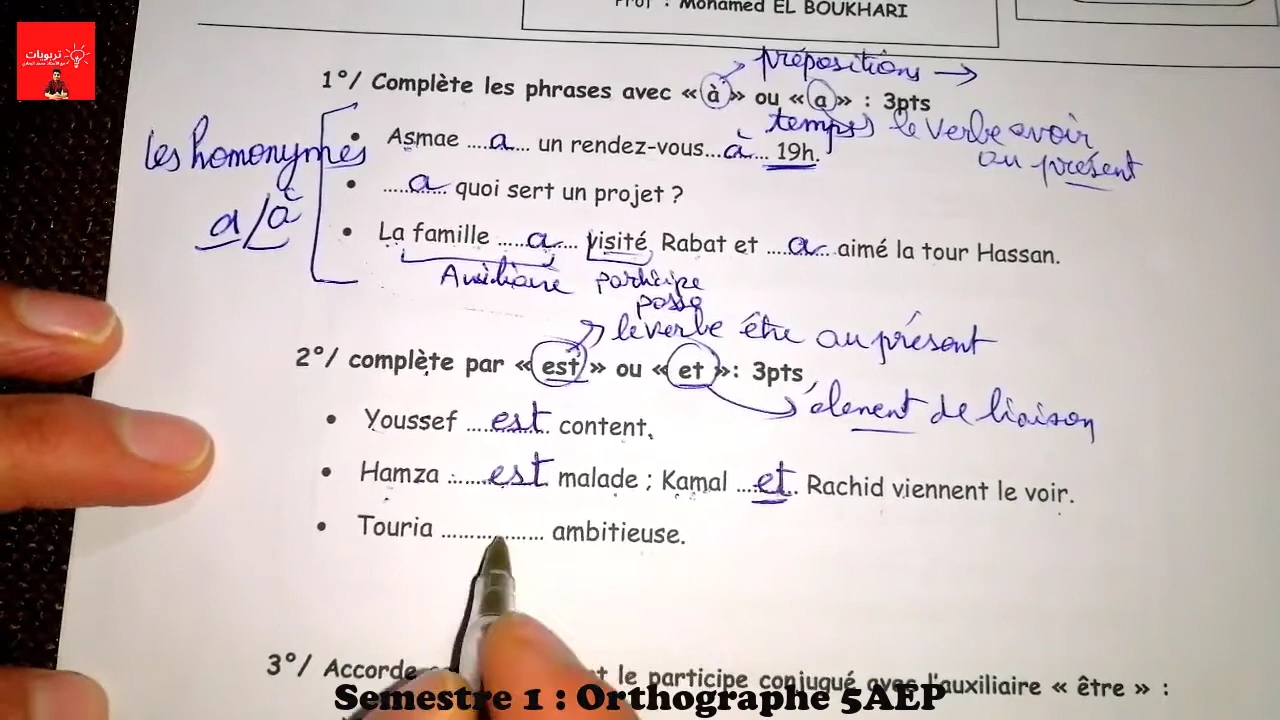 تربويات
Prof : Mohamed EL BOUKHARI
prépositions →
1°/ Complète les phrases avec « à » ou « a » : 3pts
temps le verbe avoir
au présent
les homonymes
a/à
• Asmae ....a.... un rendez-vous...à... 19h.
• .....a...... quoi sert un projet ?
• La famille .....a.... visité Rabat et ....a.... aimé la tour Hassan.
Auxiliaire participe
passé
le verbe être au présent
2°/ complète par « est » ou « et »: 3pts
élement de liaison
• Youssef ...est... content.
• Hamza ......est malade ; Kamal ....et.. Rachid viennent le voir.
• Touria .................. ambitieuse.
3°/ Accorde t le participe conjugué avec l'auxiliaire « être » :
Semestre 1 : Orthographe 5AEP